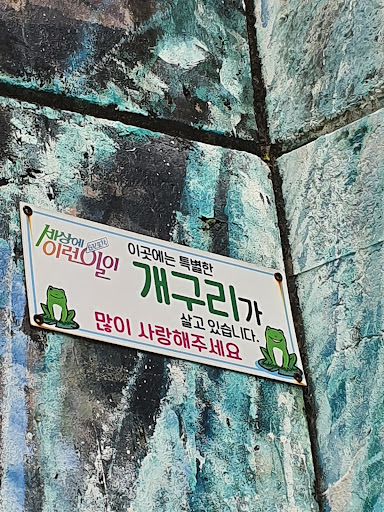 세상에
이런일이
이곳에는 특별한
개구리가
살고 있습니다.
많이 사랑해주세요